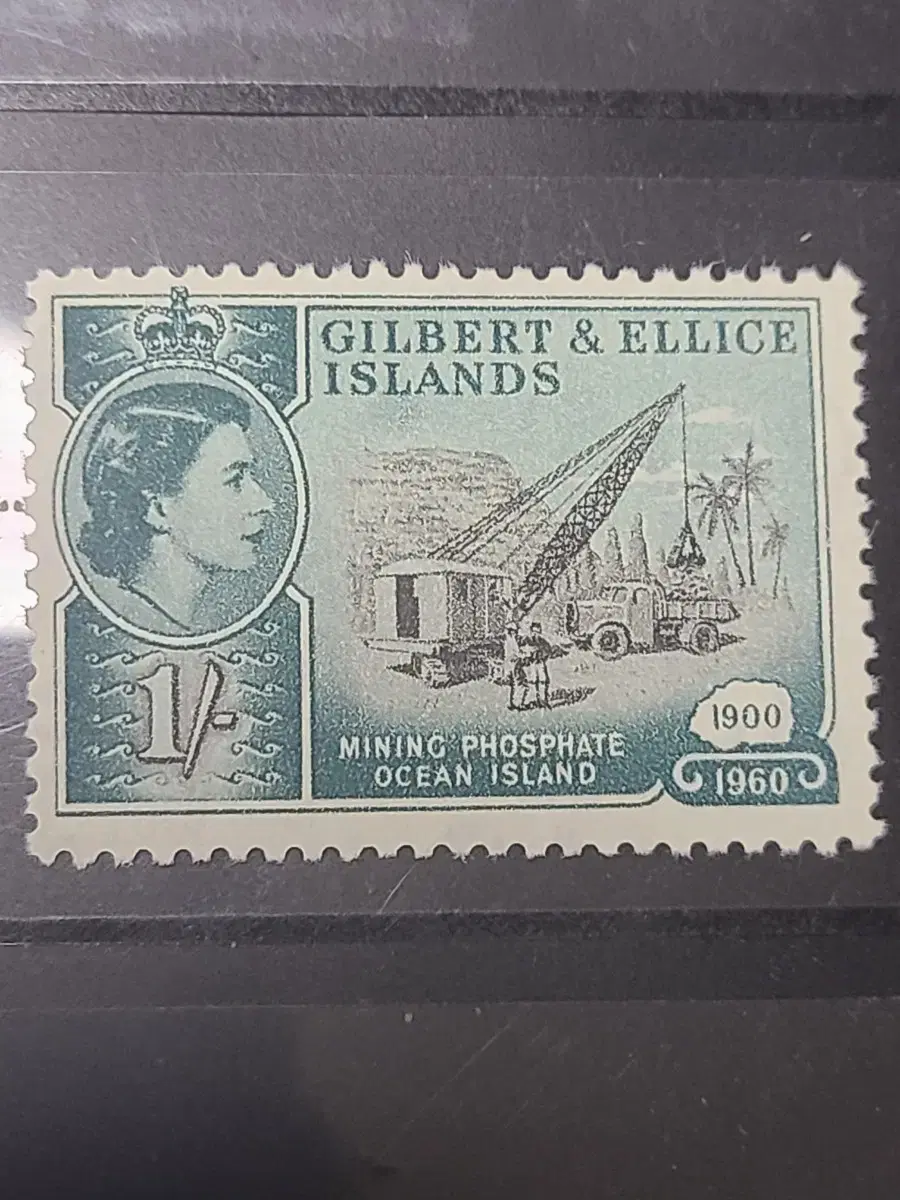 GILBERT & ELLICE
ISLANDS
1/-
MINING PHOSPHATE
OCEAN ISLAND
1900
1960